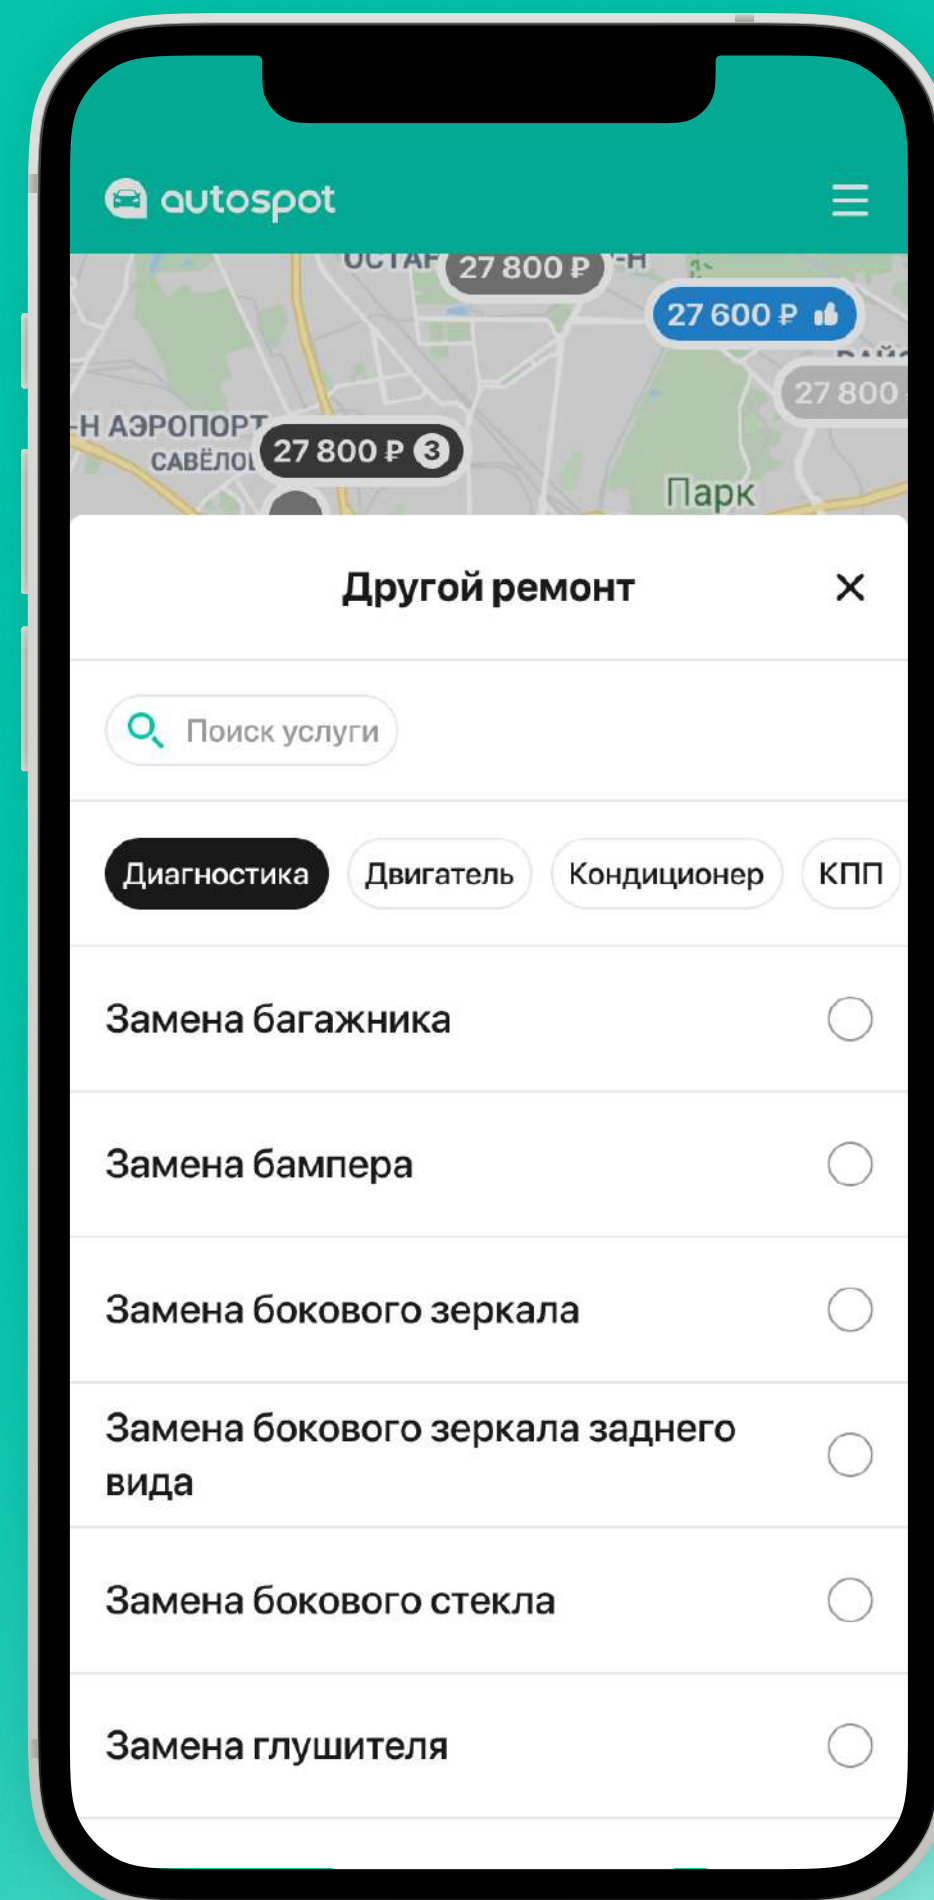 autospot
27 800 ₽
-Н
27 600 ₽
27 800
-Н АЭРОПОРТ
27 800 ₽ 3
Парк
Другой ремонт
Поиск услуги
Диагностика Двигатель Кондиционер КПП
Замена багажника
Замена бампера
Замена бокового зеркала
Замена бокового зеркала заднего
вида
Замена бокового стекла
Замена глушителя